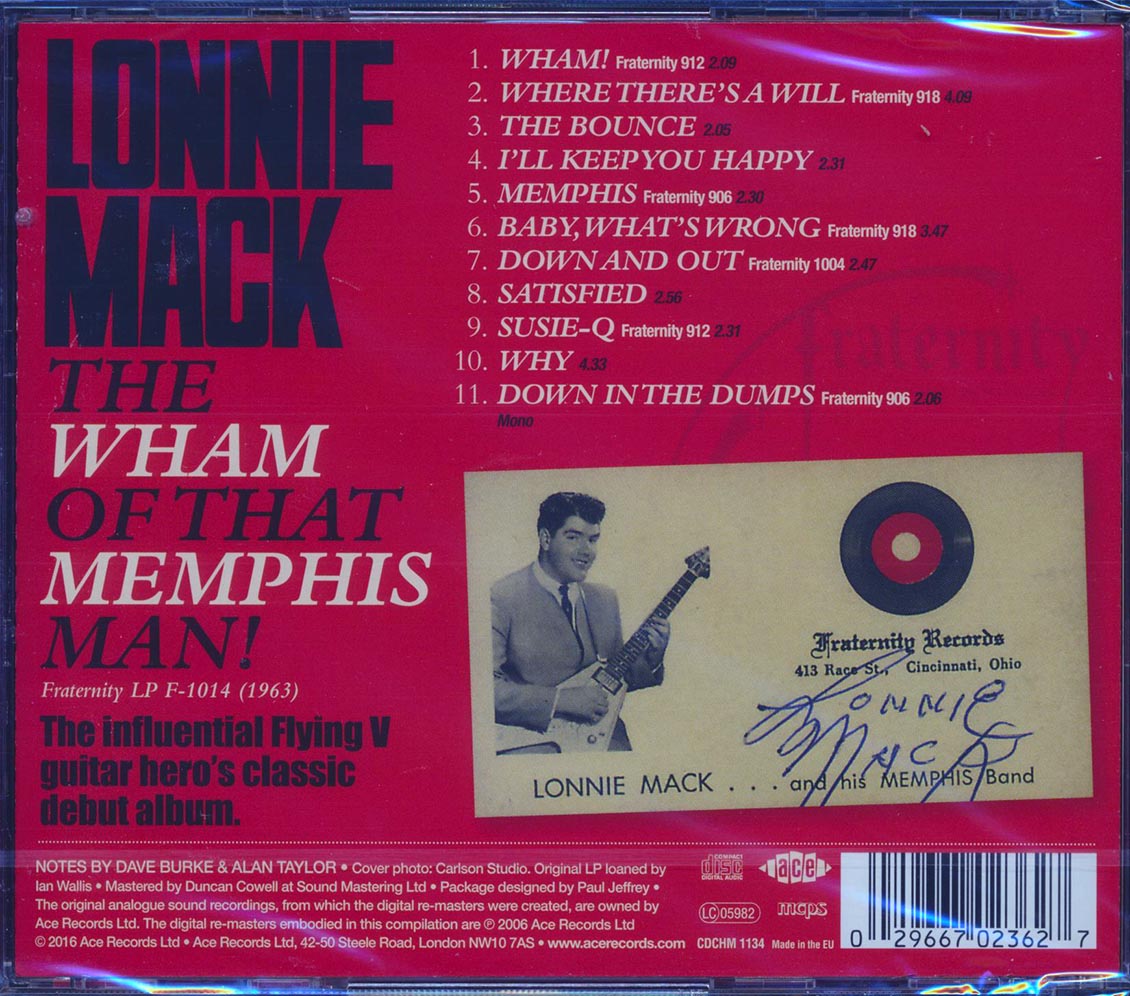 LONNIE
MACK
THE
WHAM
OF THAT
MEMPHIS
MAN!
Fraternity LP F-1014 (1963)
The influential Flying V
guitar hero's classic
debut album.
1. WHAM! Fraternity 912 2.09
2. WHERE THERE'S A WILL Fraternity 918 4.09
3. THE BOUNCE 2.05
4. I'LL KEEP YOU HAPPY 2.31
5. MEMPHIS Fraternity 906 2.30
6. BABY, WHAT'S WRONG Fraternity 918 3.47
7. DOWN AND OUT Fraternity 1004 2.47
8. SATISFIED 2.56
9. SUSIE-Q Fraternity 912 2.31
10. WHY 4.33
11. DOWN IN THE DUMPS Fraternity 906 2.06
Mono
Fraternity
Fraternity Records
413 Race St., Cincinnati, Ohio
LONNIE
MACK
LONNIE MACK . . . and his MEMPHIS Band
NOTES BY DAVE BURKE & ALAN TAYLOR • Cover photo: Carlson Studio. Original LP loaned by
Ian Wallis • Mastered by Duncan Cowell at Sound Mastering Ltd • Package designed by Paul Jeffrey •
The original analogue sound recordings, from which the digital re-masters were created, are owned by
Ace Records Ltd. The digital re-masters embodied in this compilation are ℗ 2006 Ace Records Ltd
© 2016 Ace Records Ltd • Ace Records Ltd, 42-50 Steele Road, London NW10 7AS • www.acerecords.com
COMPACT
disc
DIGITAL AUDIO
ace
LC 05982
mcps
CDCHM 1134 Made in the EU
0 29667 02362 7